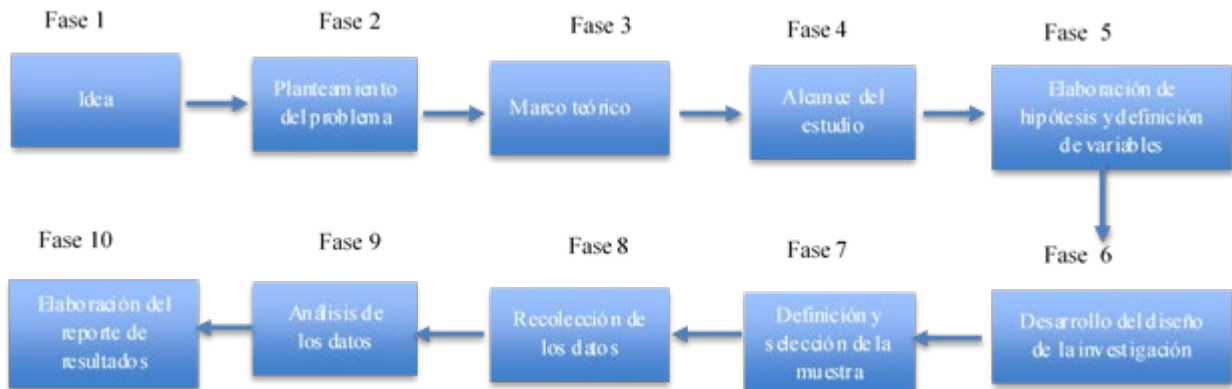 Fase 1
Idea
Fase 2
Planteamiento
del problema
Fase 3
Marco teórico
Fase 4
Alcance del
estudio
Fase 5
Elaboración de
hipótesis y definición
de variables
Fase 6
Desarrollo del diseño
de la investigación
Fase 7
Definición y
selección de la
muestra
Fase 8
Recolección de
los datos
Fase 9
Análisis de
los datos
Fase 10
Elaboración del
reporte de
resultados